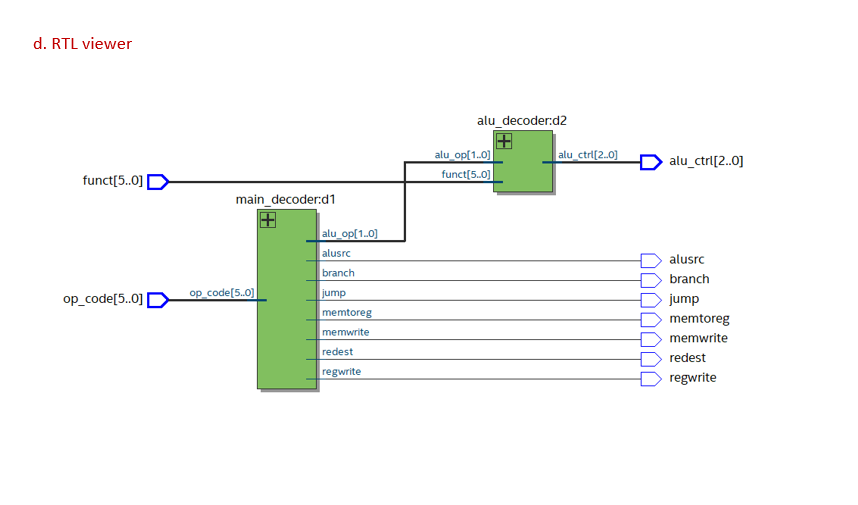 d. RTL viewer
alu_decoder:d2
alu_op[1..0]
alu_ctrl[2..0]
alu_ctrl[2..0]
funct[5..0]
funct[5..0]
main_decoder:d1
alu_op[1..0]
alusrc
alusrc
branch
branch
op_code[5..0]
op_code[5..0]
jump
jump
memtoreg
memtoreg
memwrite
memwrite
redest
redest
regwrite
regwrite